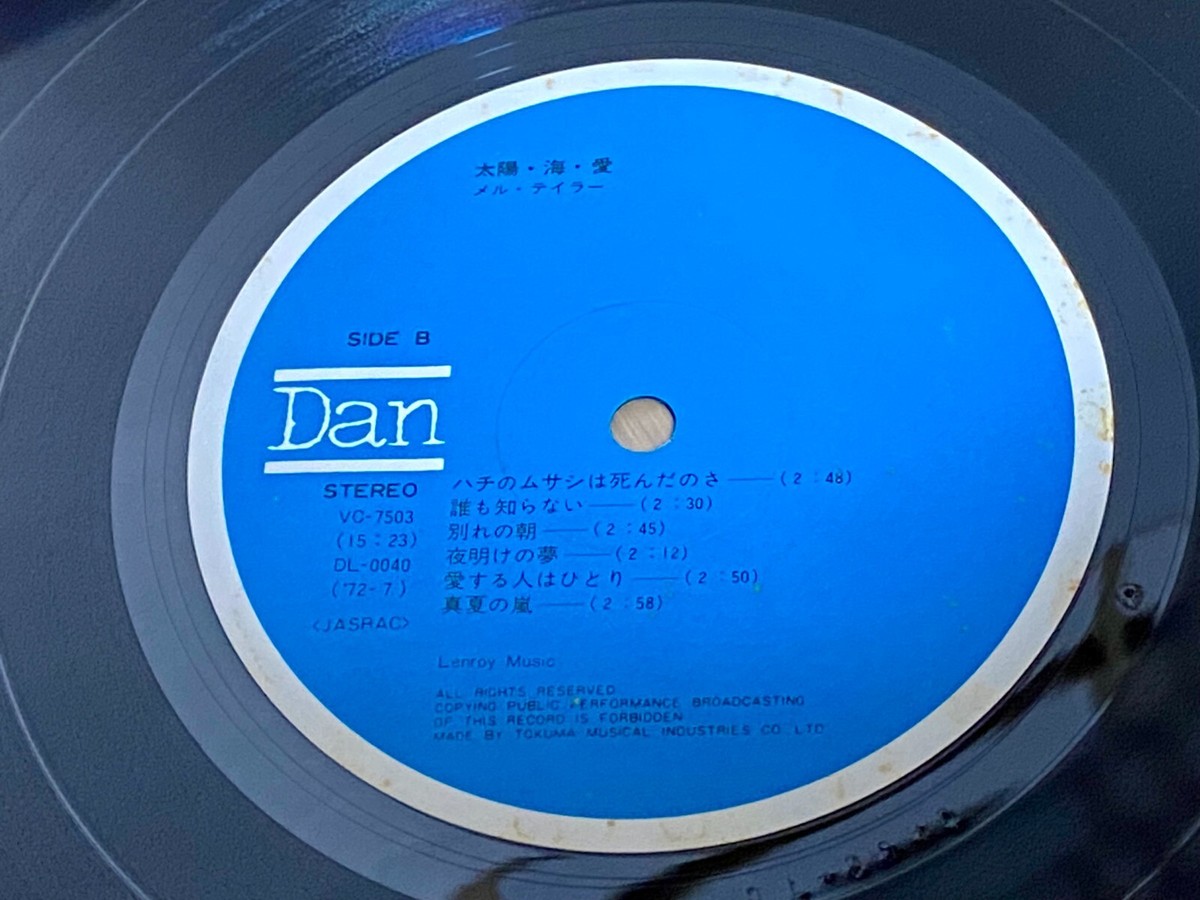 太陽・海・愛
メル・テイラー
SIDE B
Dan
STEREO
VC-7503
(15:23)
DL-0040
('72-7)
<JASRAC>
ハチのムサシは死んだのさ——(2:48)
誰も知らない——(2:30)
別れの朝——(2:45)
夜明けの夢——(2:12)
愛する人はひとり——(2:50)
真夏の嵐——(2:58)
Lenroy Music
ALL RIGHTS RESERVED
COPYING PUBLIC PERFORMANCE BROADCASTING
OF THIS RECORD IS FORBIDDEN
MADE BY TOKUMA MUSICAL INDUSTRIES CO. LTD